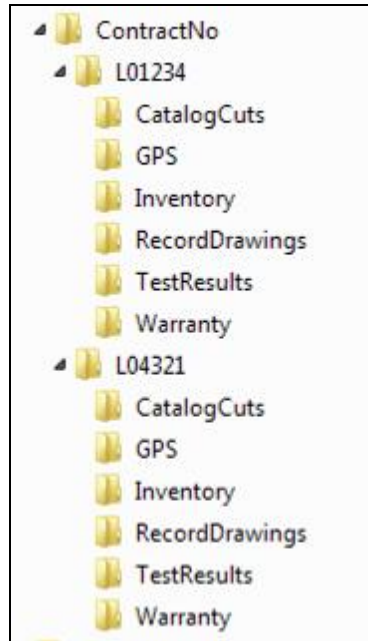 ContractNo
L01234
CatalogCuts
GPS
Inventory
RecordDrawings
TestResults
Warranty
L04321
CatalogCuts
GPS
Inventory
RecordDrawings
TestResults
Warranty